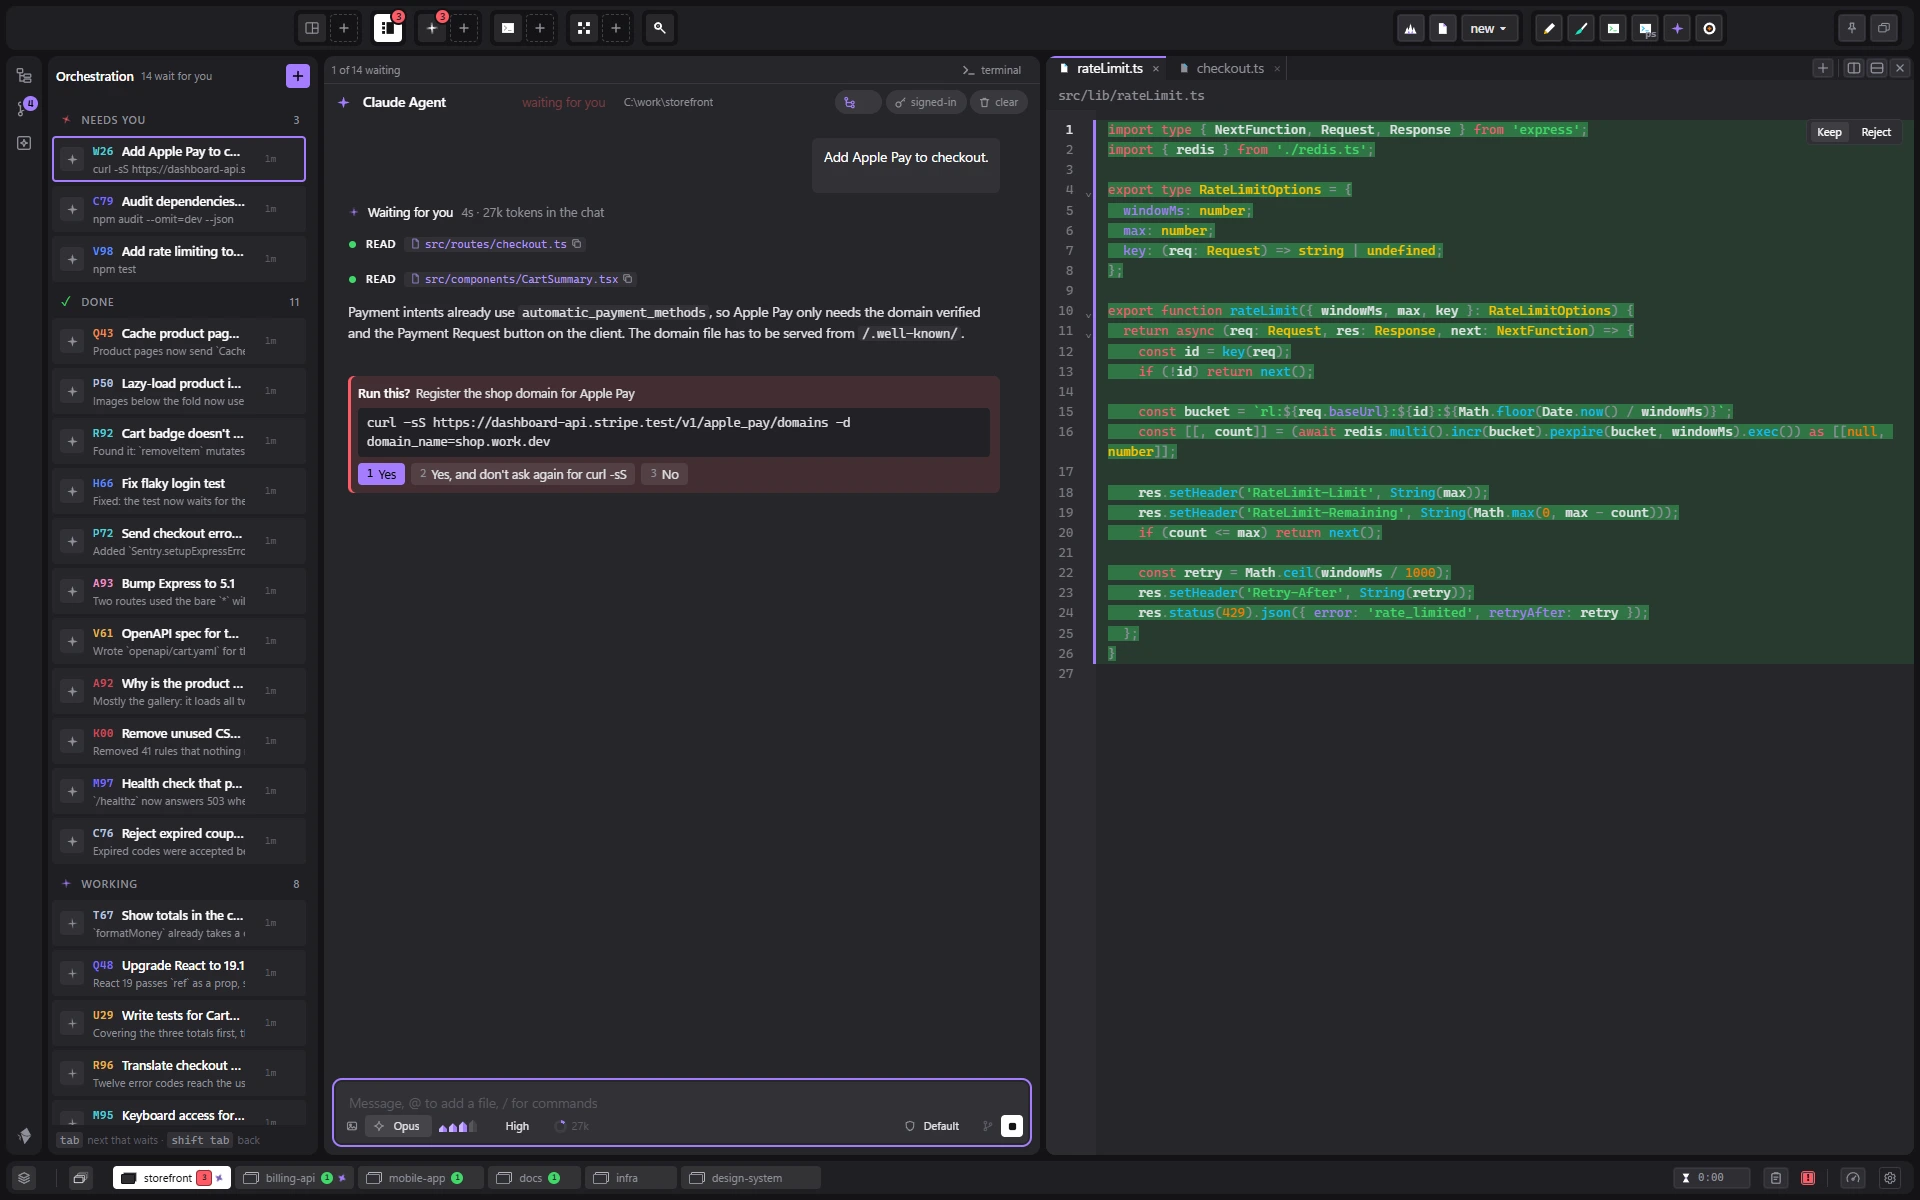 3
3
new
ps
4
Orchestration 14 wait for you
NEEDS YOU 3
W26 Add Apple Pay to c... 1m
curl -sS https://dashboard-api.s
C79 Audit dependencies... 1m
npm audit --omit=dev --json
V98 Add rate limiting to... 1m
npm test
DONE 11
Q43 Cache product pag... 1m
Product pages now send `Cache
P50 Lazy-load product i... 1m
Images below the fold now use
R92 Cart badge doesn't ... 1m
Found it: `removeItem` mutates
H66 Fix flaky login test 1m
Fixed: the test now waits for the
P72 Send checkout erro... 1m
Added `Sentry.setupExpressErrc
A93 Bump Express to 5.1 1m
Two routes used the bare `*` wil
V61 OpenAPI spec for t... 1m
Wrote `openapi/cart.yaml` for tl
A92 Why is the product ... 1m
Mostly the gallery: it loads all tv
K00 Remove unused CS... 1m
Removed 41 rules that nothing
M97 Health check that p... 1m
`/healthz` now answers 503 whe
C76 Reject expired coup... 1m
Expired codes were accepted be
WORKING 8
T67 Show totals in the c... 1m
`formatMoney` already takes a
Q48 Upgrade React to 19.1 1m
React 19 passes `ref` as a prop, s
U29 Write tests for Cart... 1m
Covering the three totals first, t
R96 Translate checkout ... 1m
Twelve error codes reach the us
M95 Keyboard access for... 1m
tab next that waits · shift tab back
1 of 14 waiting
terminal
Claude Agent waiting for you C:\work\storefront signed-in clear
Add Apple Pay to checkout.
Waiting for you 4s · 27k tokens in the chat
READ src/routes/checkout.ts
READ src/components/CartSummary.tsx
Payment intents already use automatic_payment_methods, so Apple Pay only needs the domain verified
and the Payment Request button on the client. The domain file has to be served from /.well-known/.
Run this? Register the shop domain for Apple Pay
curl -sS https://dashboard-api.stripe.test/v1/apple_pay/domains -d
domain_name=shop.work.dev
1 Yes 2 Yes, and don't ask again for curl -sS 3 No
Message, @ to add a file, / for commands
Opus High 27k Default
rateLimit.ts × checkout.ts ×
src/lib/rateLimit.ts
Keep Reject
1 import type { NextFunction, Request, Response } from 'express';
2 import { redis } from './redis.ts';
3
4 export type RateLimitOptions = {
5 windowMs: number;
6 max: number;
7 key: (req: Request) => string | undefined;
8 };
9
10 export function rateLimit({ windowMs, max, key }: RateLimitOptions) {
11 return async (req: Request, res: Response, next: NextFunction) => {
12 const id = key(req);
13 if (!id) return next();
14
15 const bucket = `rl:${req.baseUrl}:${id}:${Math.floor(Date.now() / windowMs)}`;
16 const [[, count]] = (await redis.multi().incr(bucket).pexpire(bucket, windowMs).exec()) as [[null,
number]];
17
18 res.setHeader('RateLimit-Limit', String(max));
19 res.setHeader('RateLimit-Remaining', String(Math.max(0, max - count)));
20 if (count <= max) return next();
21
22 const retry = Math.ceil(windowMs / 1000);
23 res.setHeader('Retry-After', String(retry));
24 res.status(429).json({ error: 'rate_limited', retryAfter: retry });
25 };
26 }
27
storefront 3 billing-api 1 mobile-app 1 docs 1 infra design-system
0:00